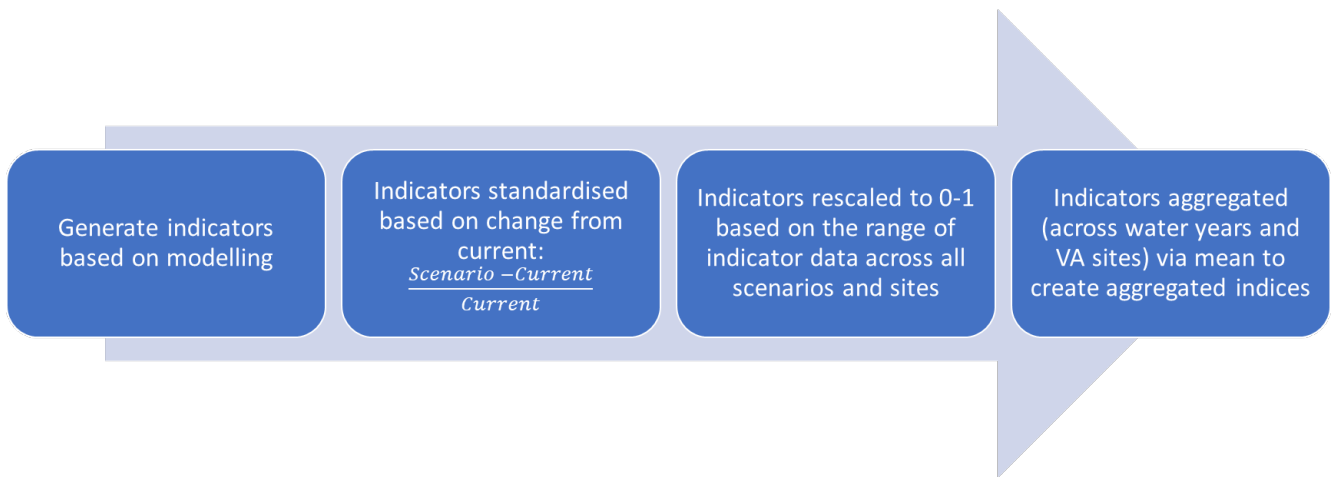 Generate indicators
based on modelling
Indicators standardised
based on change from
current:
Scenario −Current
Current
Indicators rescaled to 0-1
based on the range of
indicator data across all
scenarios and sites
Indicators aggregated
(across water years and
VA sites) via mean to
create aggregated indices